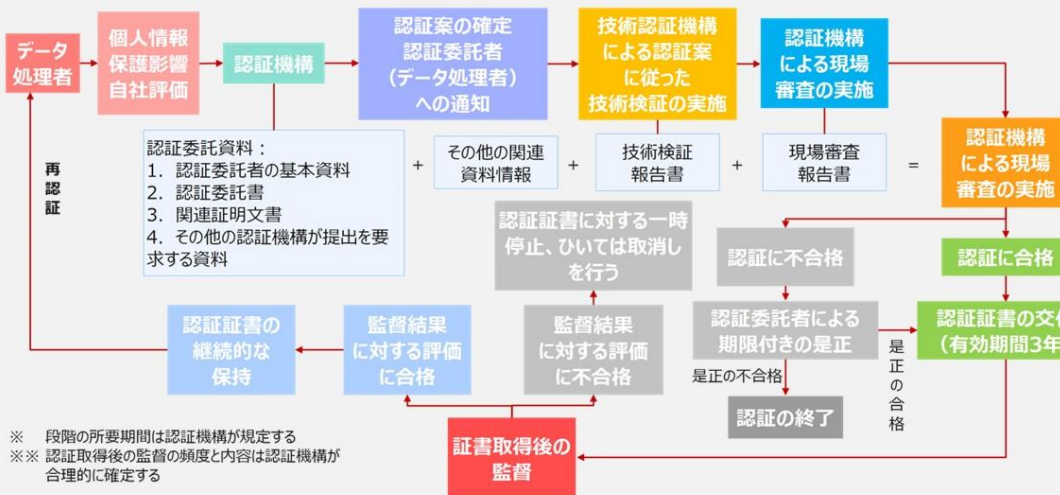 データ
処理者
個人情報
保護影響
自社評価
認証機構
認証案の確定
認証委託者
（データ処理者）
への通知
技術認証機構
による認証案
に従った
技術検証の実施
認証機構
による現場
審査の実施
認証委託資料：
1. 認証委託者の基本資料
2. 認証委託書
3. 関連証明文書
4. その他の認証機構が提出を要
求する資料
+
その他の関連
資料情報
+
技術検証
報告書
+
現場審査
報告書
=
認証機構
による現場
審査の実施
再認証
認証証書に対する一時
停止、ひいては取消し
を行う
認証に不合格
認証に合格
認証証書の
継続的な
保持
監督結果
に対する評価
に合格
監督結果
に対する評価
に不合格
認証委託者による
期限付きの是正
認証証書の交付
（有効期間3年
是正の不合格
是正の合格
認証の終了
証書取得後の
監督
※ 段階の所要期間は認証機構が規定する
※※ 認証取得後の監督の頻度と内容は認証機構が
合理的に確定する